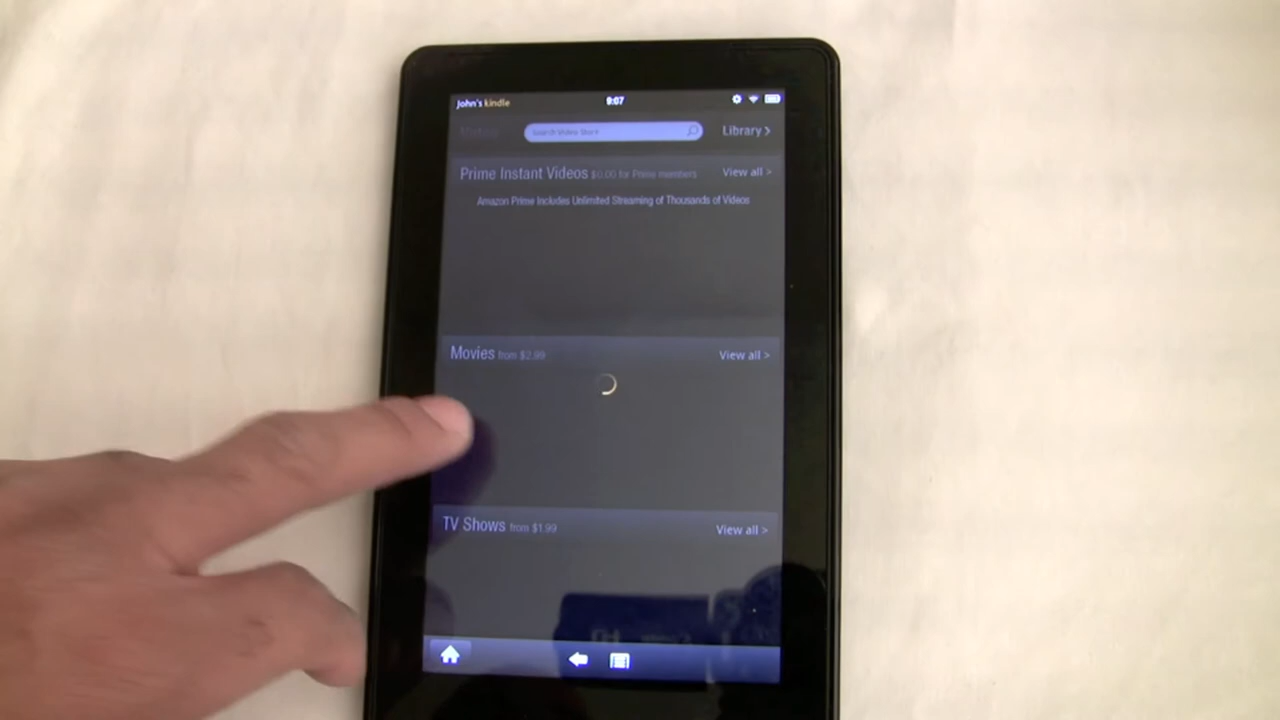 John's kindle 9:07
Video Search Video Store Library >
Prime Instant Videos $0.00 for Prime members View all >
Amazon Prime Includes Unlimited Streaming of Thousands of Videos
Movies from $2.99 View all >
TV Shows from $1.99 View all >